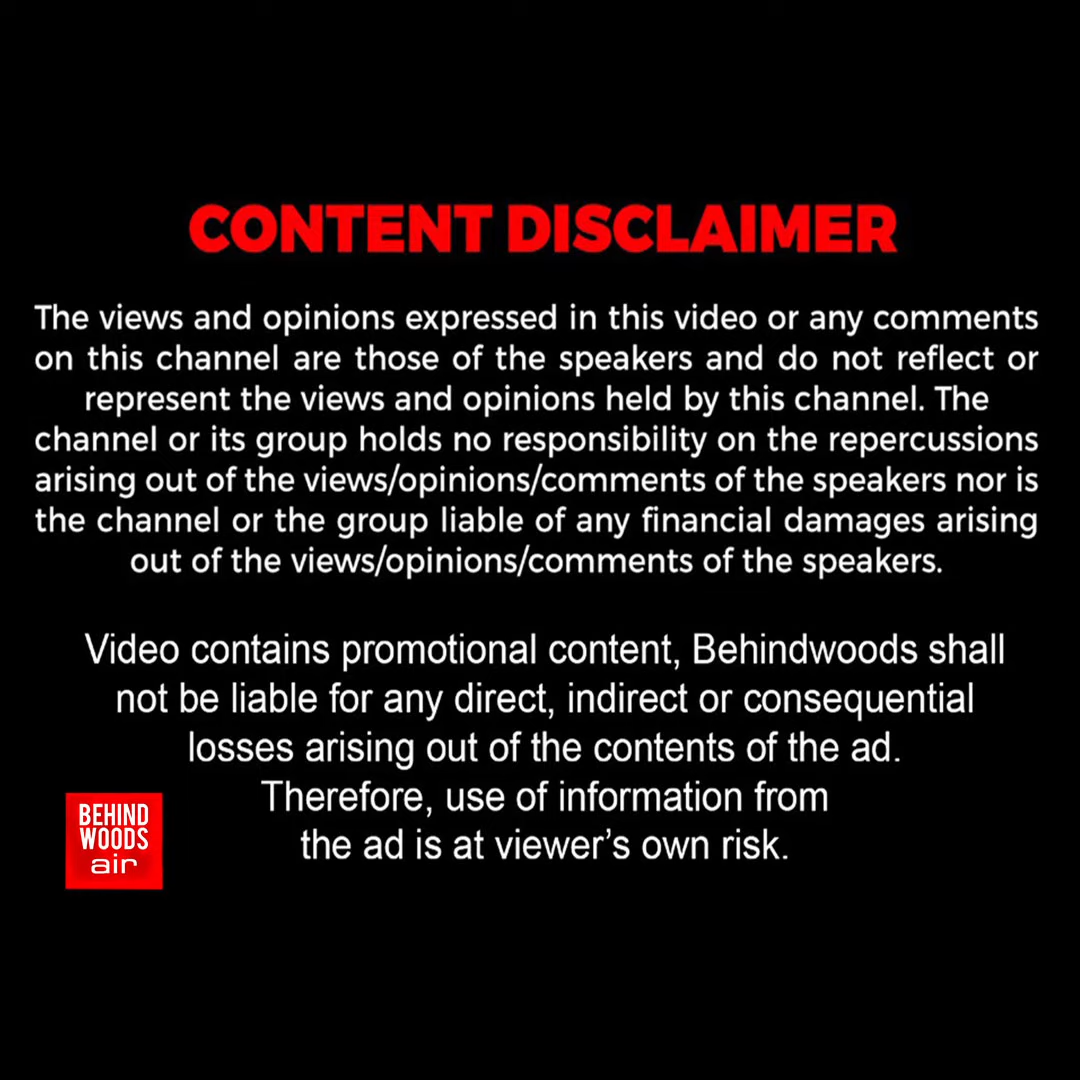 CONTENT DISCLAIMER
The views and opinions expressed in this video or any comments
on this channel are those of the speakers and do not reflect or
represent the views and opinions held by this channel. The
channel or its group holds no responsibility on the repercussions
arising out of the views/opinions/comments of the speakers nor is
the channel or the group liable of any financial damages arising
out of the views/opinions/comments of the speakers.
Video contains promotional content, Behindwoods shall
not be liable for any direct, indirect or consequential
losses arising out of the contents of the ad.
Therefore, use of information from
the ad is at viewer’s own risk.
BEHIND
WOODS
air